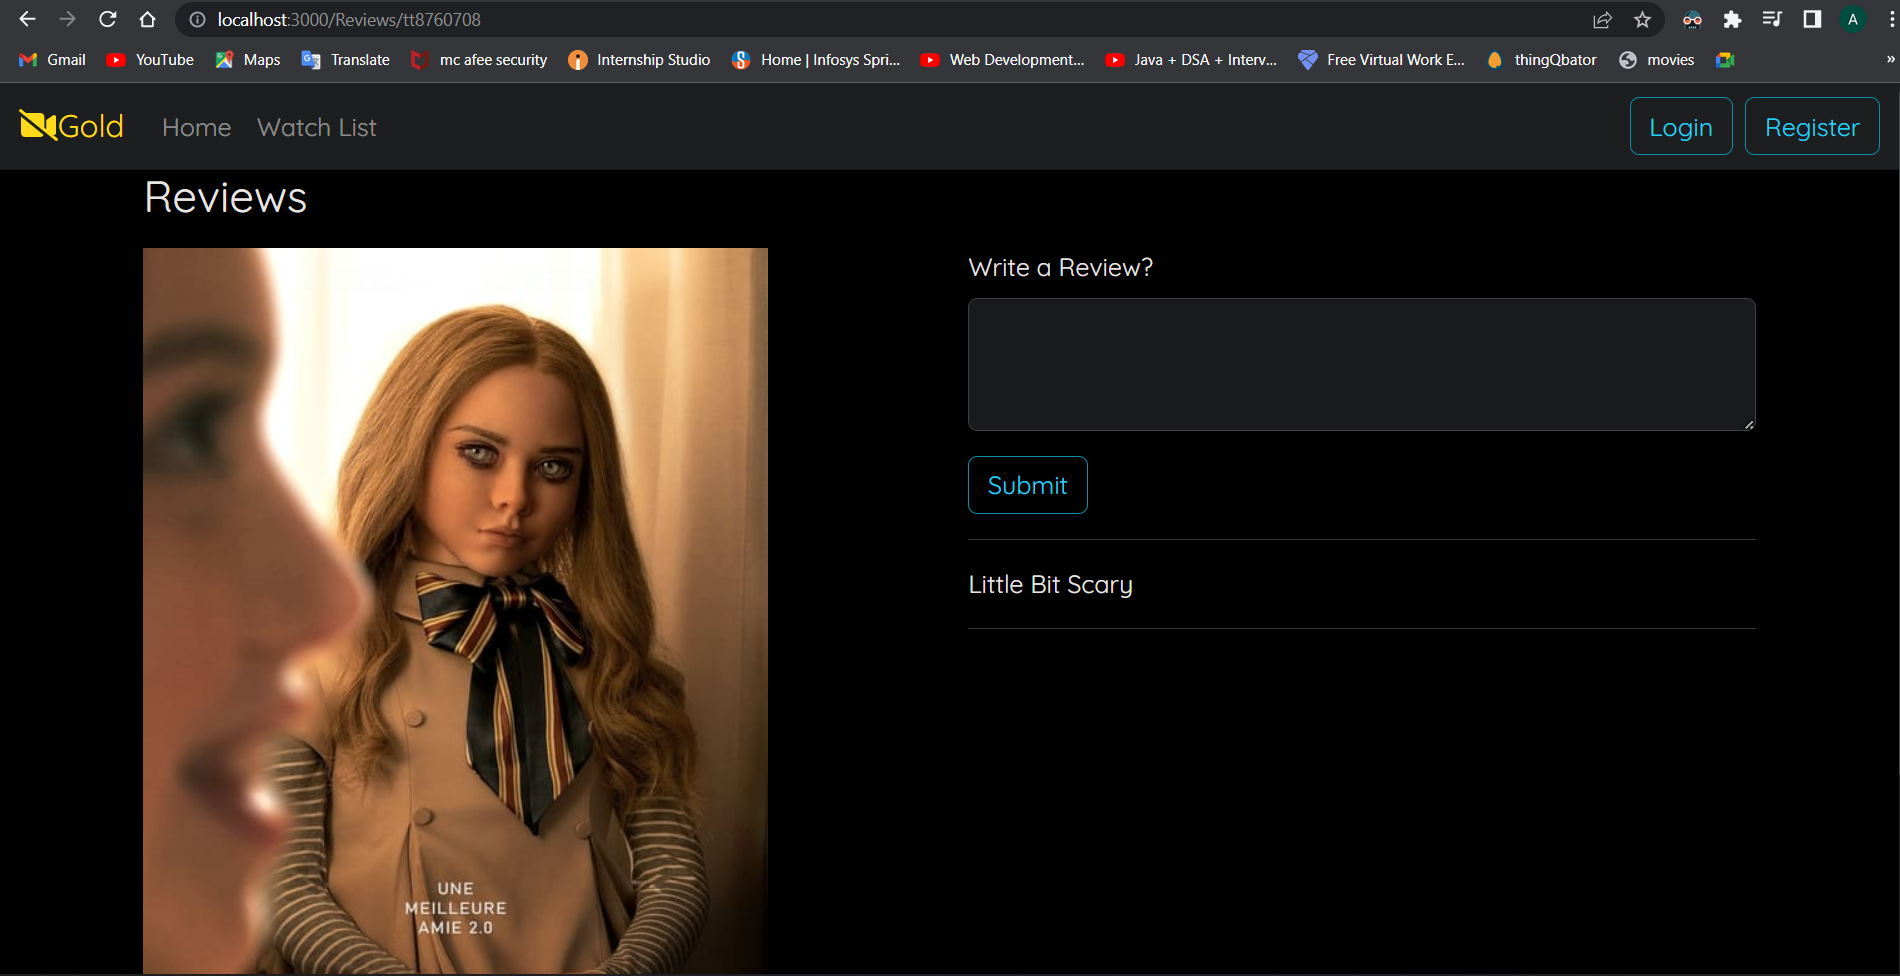 localhost:3000/Reviews/tt8760708
A
Gmail YouTube Maps Translate mc afee security Internship Studio Home | Infosys Spri... Web Development... Java + DSA + Interv... Free Virtual Work E... thingQbator movies »
Gold Home Watch List Login Register
Reviews
Write a Review?
Submit
Little Bit Scary
UNE
MEILLEURE
AMIE 2.0